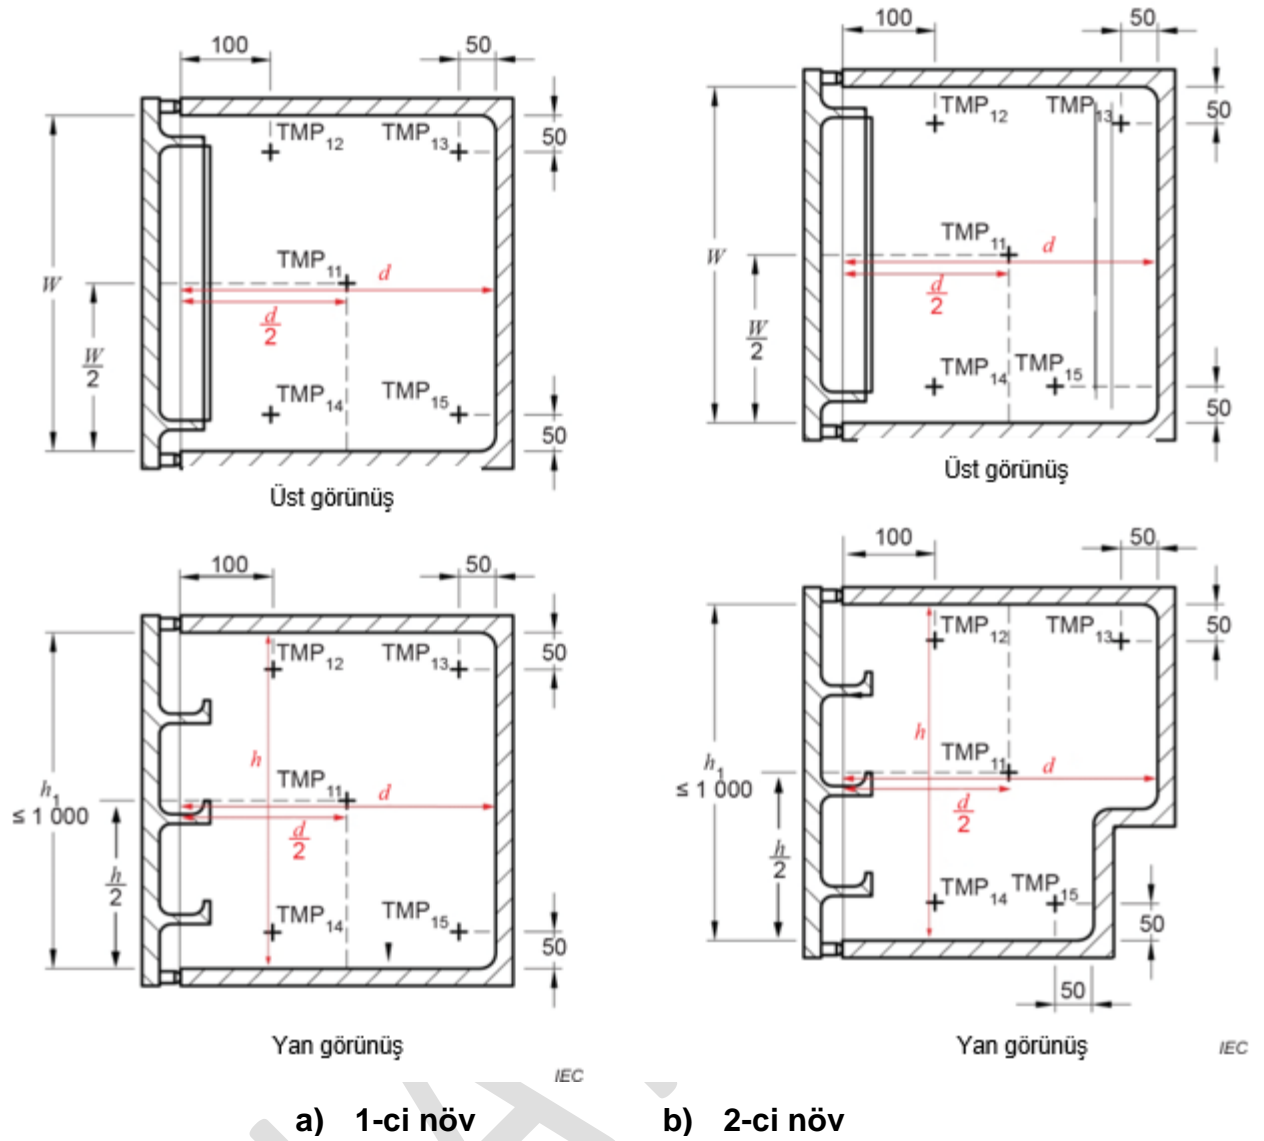 100
50
TMP12
TMP13
50
TMP11
d
W
d/2
W/2
TMP14
TMP15
50
Üst görünüş
100
50
TMP12
TMP13
50
TMP11
d
W
d/2
W/2
TMP14
TMP15
50
Üst görünüş
100
50
TMP12
TMP13
50
h
TMP11
d
h1
≤ 1 000
d/2
h/2
TMP14
TMP15
50
Yan görünüş
IEC
100
50
TMP12
TMP13
50
h
TMP11
d
h1
≤ 1 000
d/2
h/2
TMP14
TMP15
50
50
Yan görünüş
IEC
a) 1-ci növ
b) 2-ci növ